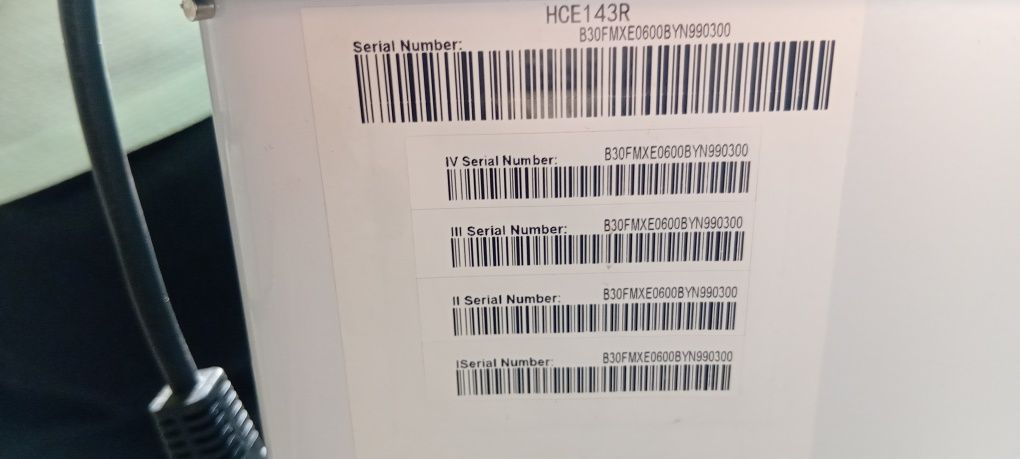 HCE143R
Serial Number: B30FMXE0600BYN990300
IV Serial Number: B30FMXE0600BYN990300
III Serial Number: B30FMXE0600BYN990300
II Serial Number: B30FMXE0600BYN990300
ISerial Number: B30FMXE0600BYN990300